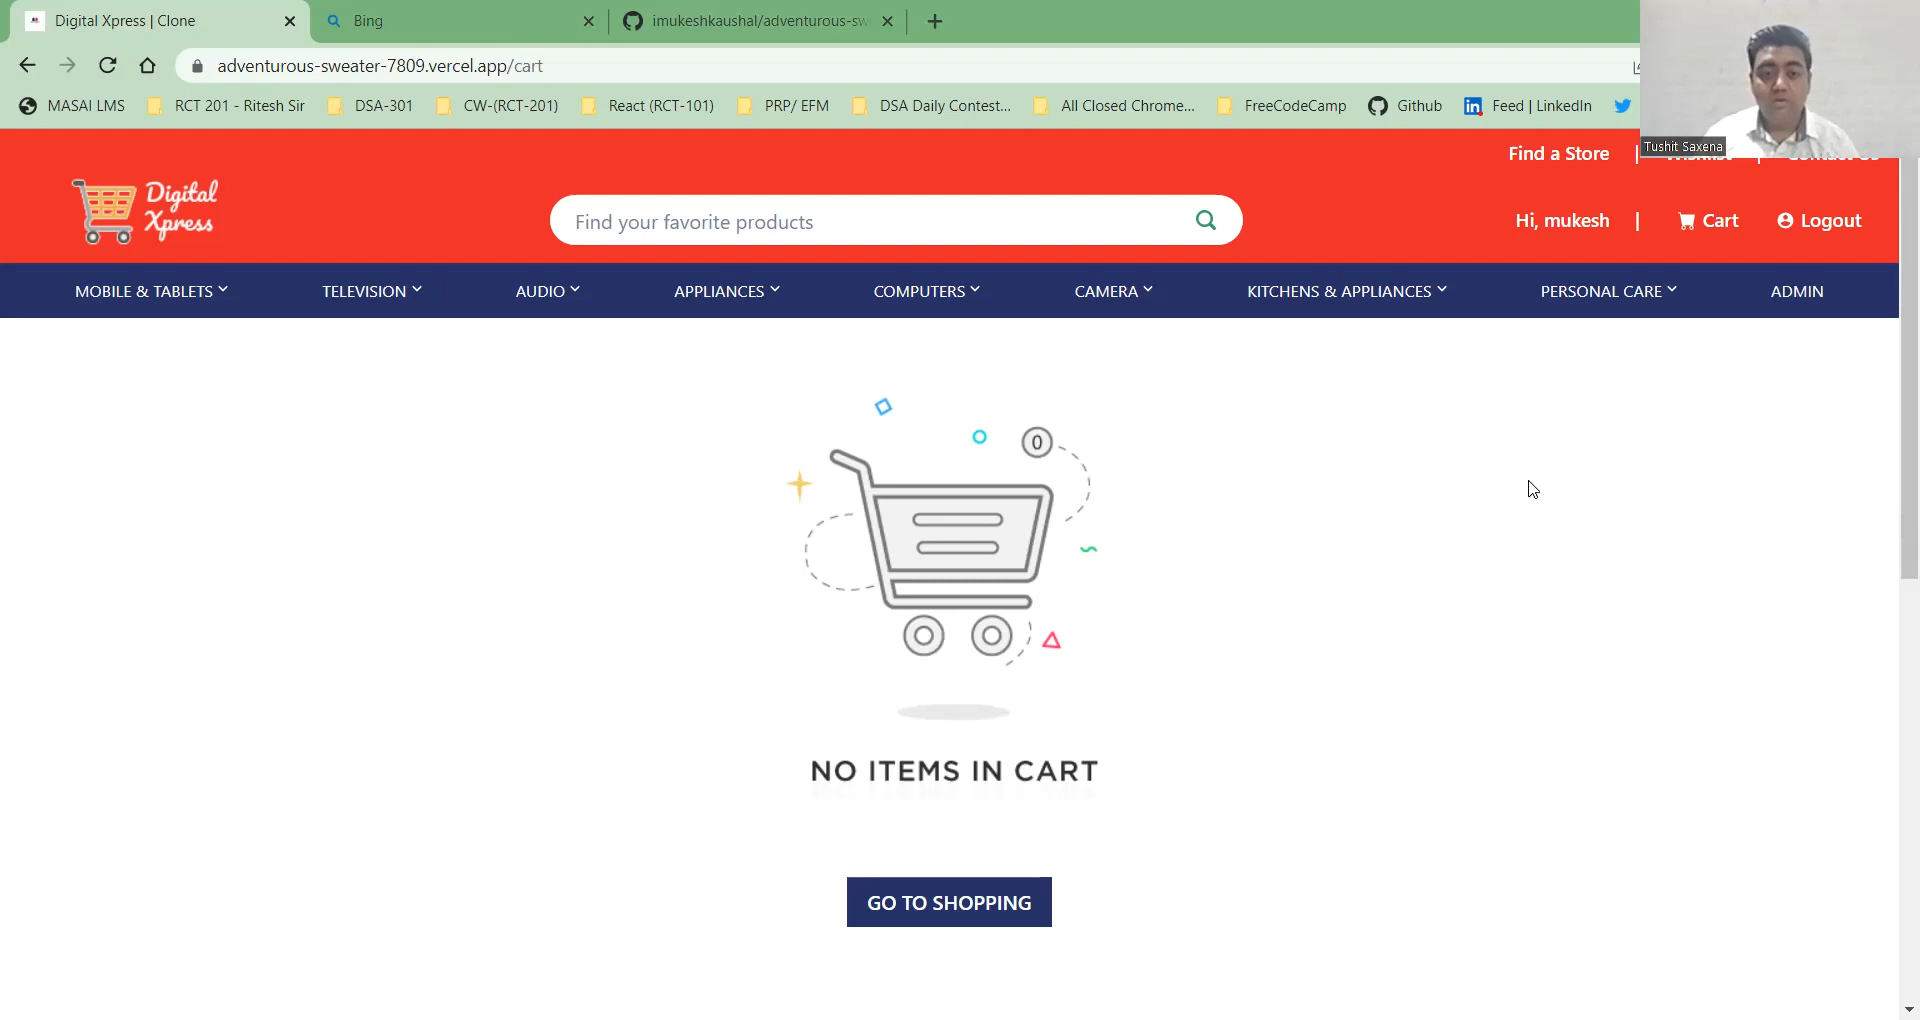 Digital Xpress | Clone
Bing
imukeshkaushal/adventurous-sw
adventurous-sweater-7809.vercel.app/cart
MASAI LMS
RCT 201 - Ritesh Sir
DSA-301
CW-(RCT-201)
React (RCT-101)
PRP/ EFM
DSA Daily Contest...
All Closed Chrome...
FreeCodeCamp
Github
Feed | LinkedIn
Tushit Saxena
Find a Store |
Digital
Xpress
Find your favorite products
Hi, mukesh |
Cart
Logout
MOBILE & TABLETS
TELEVISION
AUDIO
APPLIANCES
COMPUTERS
CAMERA
KITCHENS & APPLIANCES
PERSONAL CARE
ADMIN
0
NO ITEMS IN CART
GO TO SHOPPING